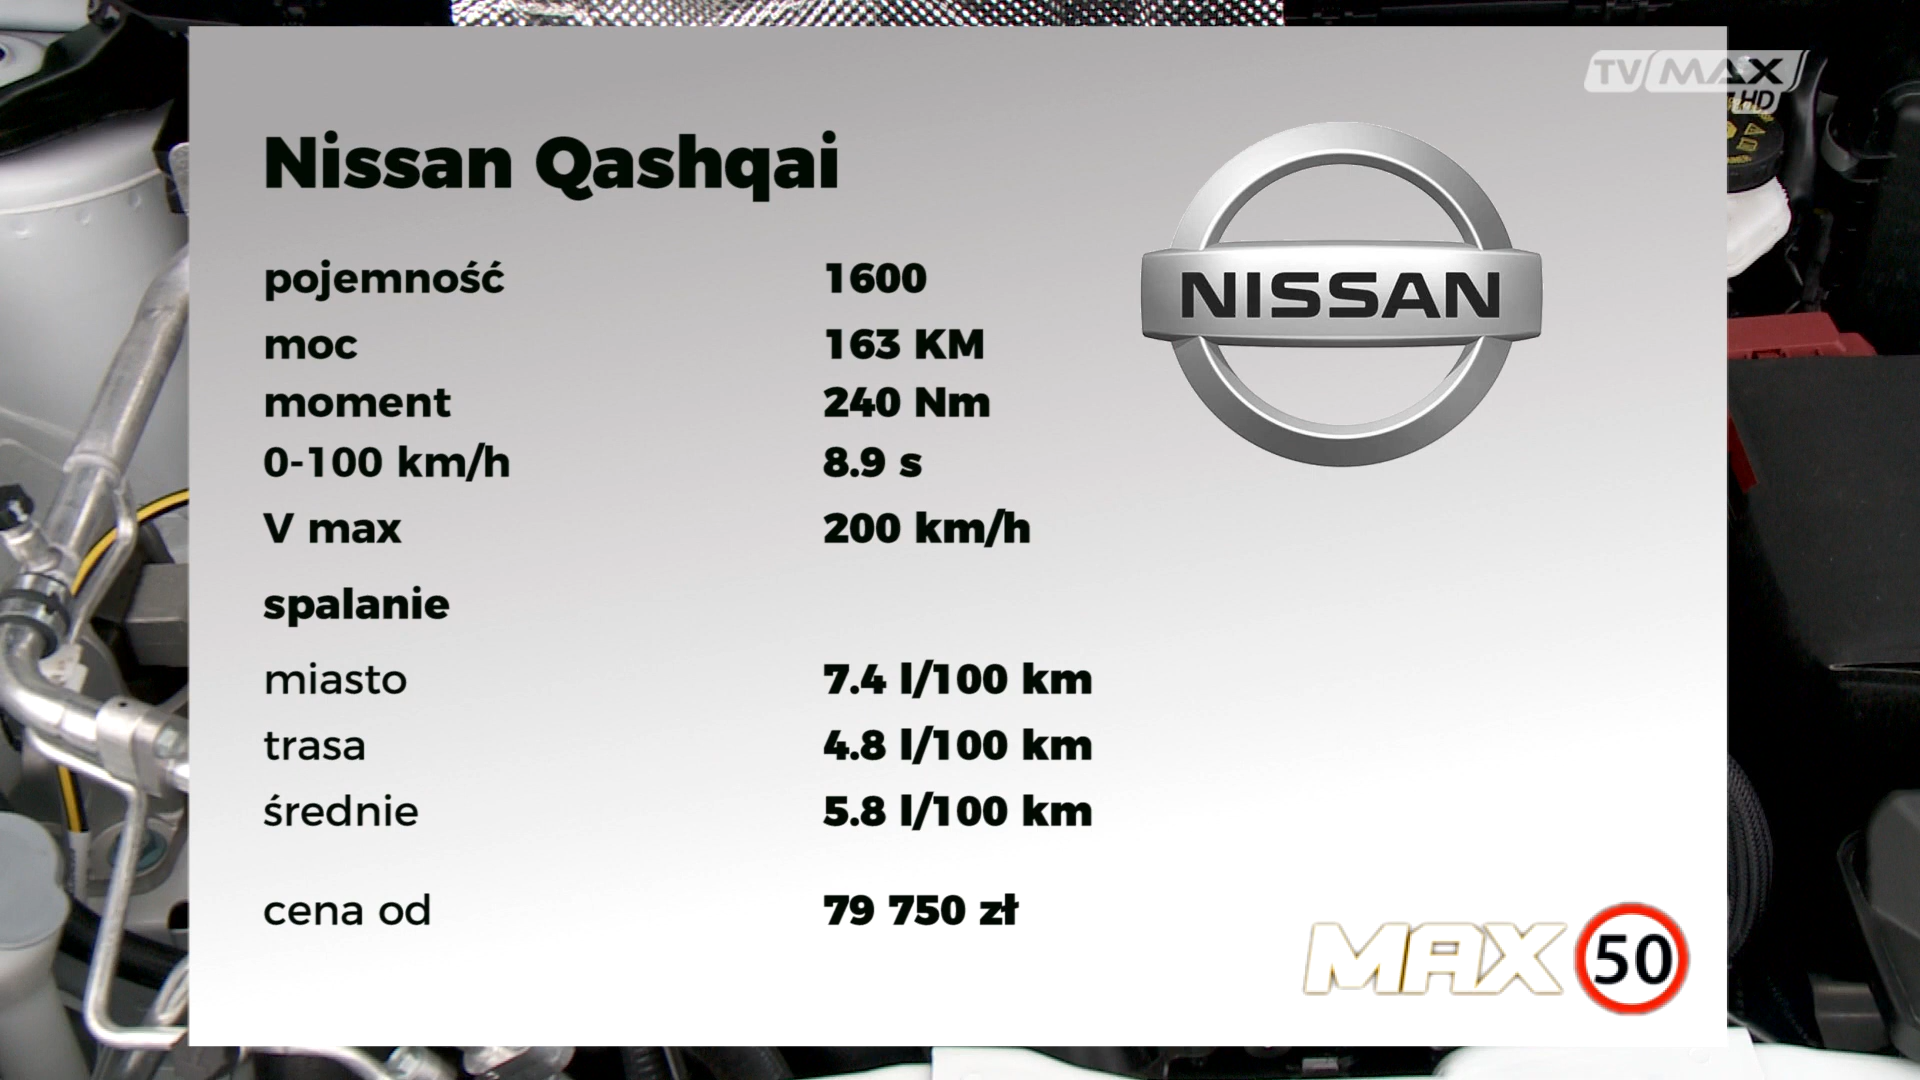 TV MAX
HD
Nissan Qashqai
NISSAN
pojemność 1600
moc 163 KM
moment 240 Nm
0-100 km/h 8.9 s
V max 200 km/h
spalanie
miasto 7.4 l/100 km
trasa 4.8 l/100 km
średnie 5.8 l/100 km
cena od 79 750 zł
MAX 50